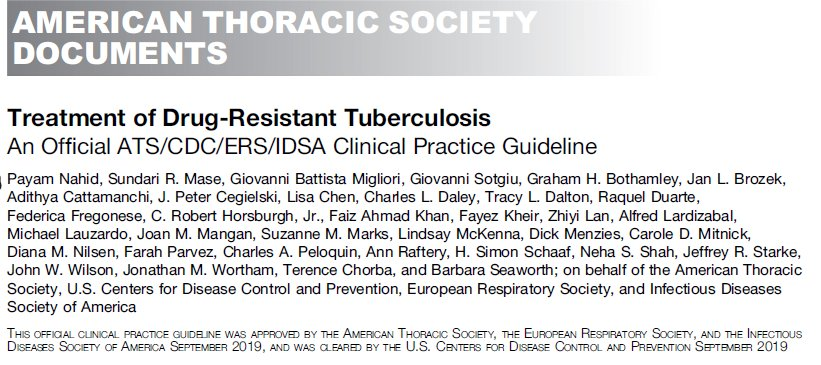 AMERICAN THORACIC SOCIETY
DOCUMENTS
Treatment of Drug-Resistant Tuberculosis
An Official ATS/CDC/ERS/IDSA Clinical Practice Guideline
Payam Nahid, Sundari R. Mase, Giovanni Battista Migliori, Giovanni Sotgiu, Graham H. Bothamley, Jan L. Brozek,
Adithya Cattamanchi, J. Peter Cegielski, Lisa Chen, Charles L. Daley, Tracy L. Dalton, Raquel Duarte,
Federica Fregonese, C. Robert Horsburgh, Jr., Faiz Ahmad Khan, Fayez Kheir, Zhiyi Lan, Alfred Lardizabal,
Michael Lauzardo, Joan M. Mangan, Suzanne M. Marks, Lindsay McKenna, Dick Menzies, Carole D. Mitnick,
Diana M. Nilsen, Farah Parvez, Charles A. Peloquin, Ann Raftery, H. Simon Schaaf, Neha S. Shah, Jeffrey R. Starke,
John W. Wilson, Jonathan M. Wortham, Terence Chorba, and Barbara Seaworth; on behalf of the American Thoracic
Society, U.S. Centers for Disease Control and Prevention, European Respiratory Society, and Infectious Diseases
Society of America
THIS OFFICIAL CLINICAL PRACTICE GUIDELINE WAS APPROVED BY THE AMERICAN THORACIC SOCIETY, THE EUROPEAN RESPIRATORY SOCIETY, AND THE INFECTIOUS
DISEASES SOCIETY OF AMERICA SEPTEMBER 2019, AND WAS CLEARED BY THE U.S. CENTERS FOR DISEASE CONTROL AND PREVENTION SEPTEMBER 2019